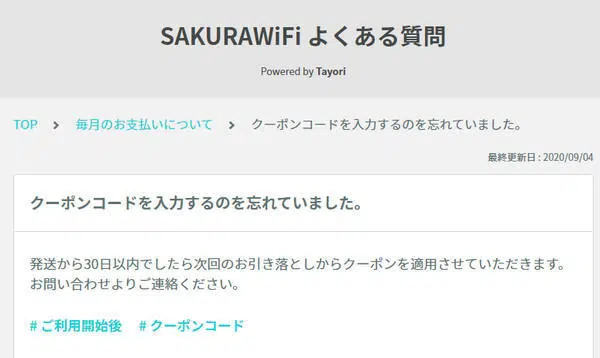 SAKURAWiFi よくある質問
Powered by Tayori
TOP > 毎月のお支払いについて > クーポンコードを入力するのを忘れていました。
最終更新日 : 2020/09/04
クーポンコードを入力するのを忘れていました。
発送から30日以内でしたら次回のお引き落としからクーポンを適用させていただきます。
お問い合わせよりご連絡ください。
# ご利用開始後 # クーポンコード